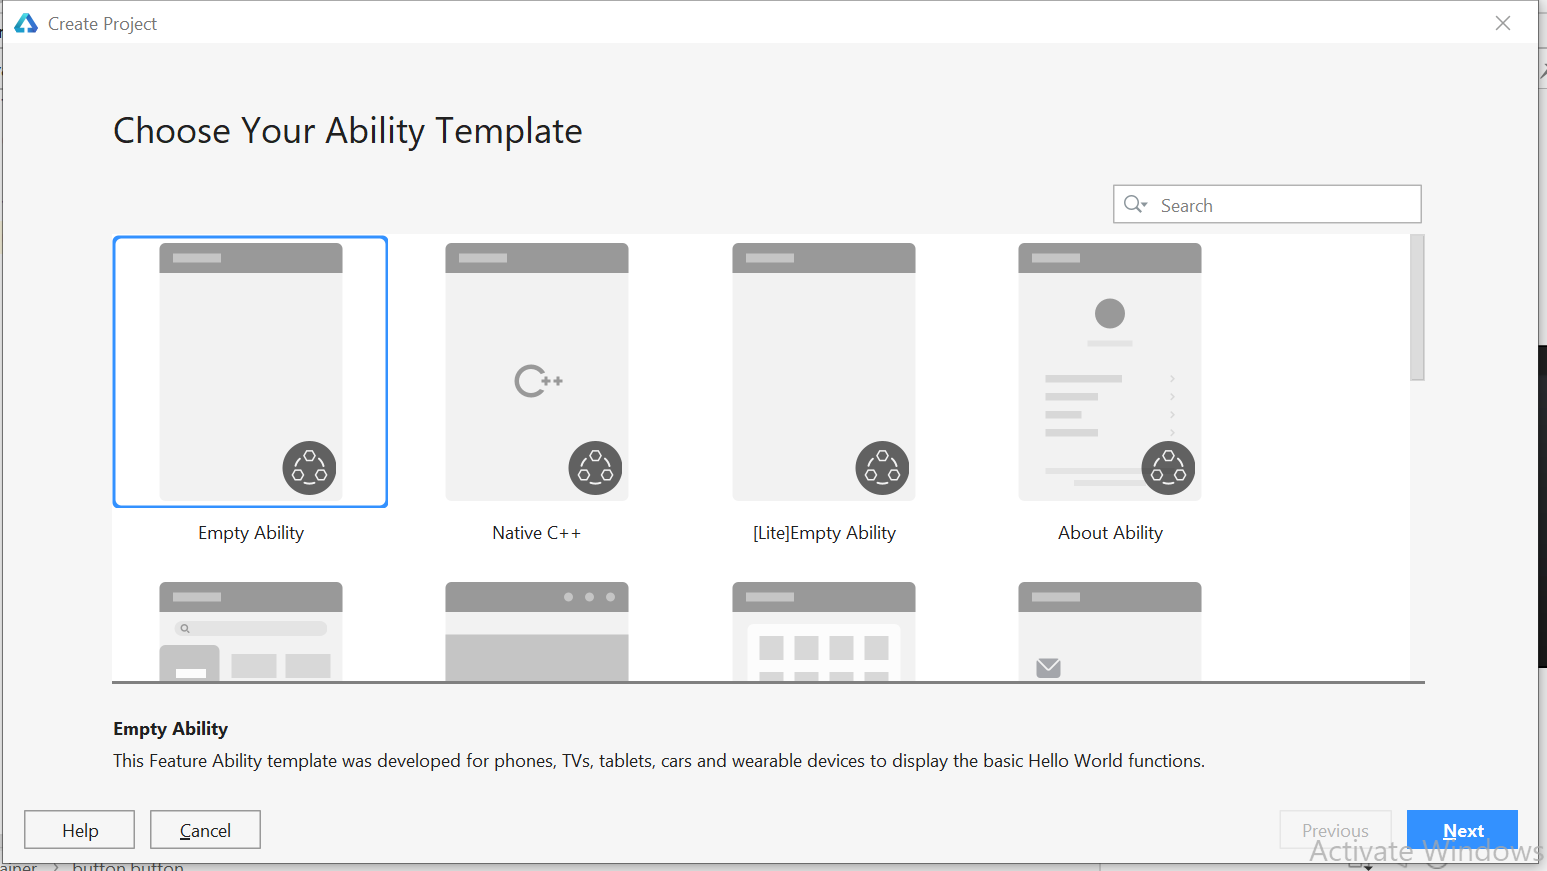 Create Project
Choose Your Ability Template
Search
C++
Empty Ability
Native C++
[Lite]Empty Ability
About Ability
Empty Ability
This Feature Ability template was developed for phones, TVs, tablets, cars and wearable devices to display the basic Hello World functions.
Help
Cancel
Previous
Next
Activate Windows
button button